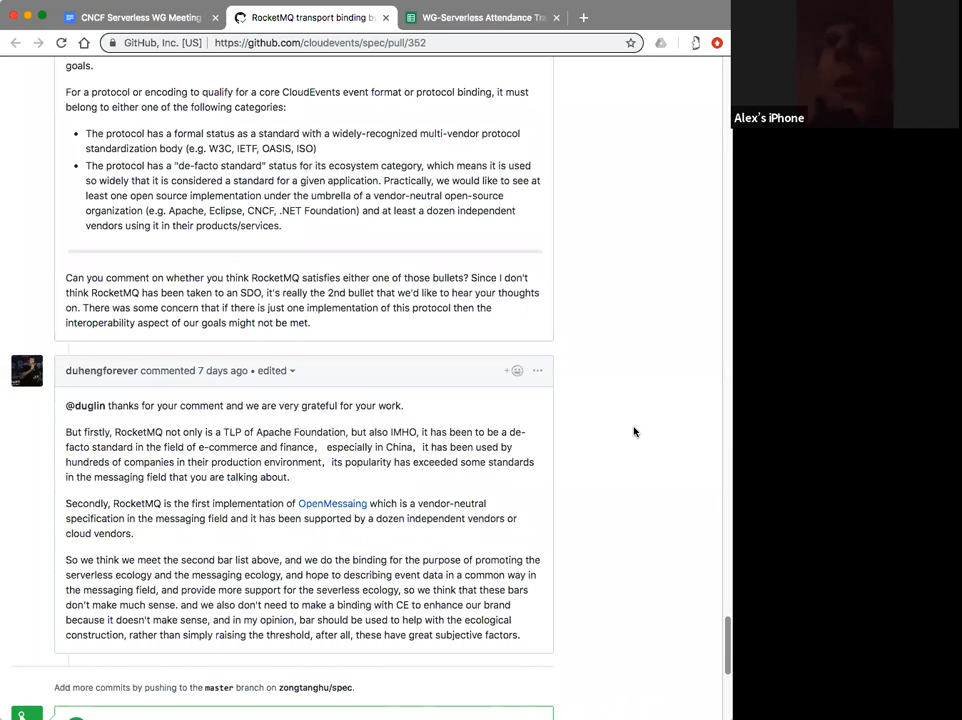 CNCF Serverless WG Meeting
RocketMQ transport binding by
WG-Serverless Attendance Tra
GitHub, Inc. [US]
https://github.com/cloudevents/spec/pull/352
Alex's iPhone
goals.
For a protocol or encoding to qualify for a core CloudEvents event format or protocol binding, it must
belong to either one of the following categories:
The protocol has a formal status as a standard with a widely-recognized multi-vendor protocol
standardization body (e.g. W3C, IETF, OASIS, ISO)
The protocol has a "de-facto standard" status for its ecosystem category, which means it is used
so widely that it is considered a standard for a given application. Practically, we would like to see at
least one open source implementation under the umbrella of a vendor-neutral open-source
organization (e.g. Apache, Eclipse, CNCF, .NET Foundation) and at least a dozen independent
vendors using it in their products/services.
Can you comment on whether you think RocketMQ satisfies either one of those bullets? Since I don't
think RocketMQ has been taken to an SDO, it's really the 2nd bullet that we'd like to hear your thoughts
on. There was some concern that if there is just one implementation of this protocol then the
interoperability aspect of our goals might not be met.
duhengforever commented 7 days ago • edited
@duglin thanks for your comment and we are very grateful for your work.
But firstly, RocketMQ not only is a TLP of Apache Foundation, but also IMHO, it has been to be a de-
facto standard in the field of e-commerce and finance， especially in China，it has been used by
hundreds of companies in their production environment，its popularity has exceeded some standards
in the messaging field that you are talking about.
Secondly, RocketMQ is the first implementation of OpenMessaing which is a vendor-neutral
specification in the messaging field and it has been supported by a dozen independent vendors or
cloud vendors.
So we think we meet the second bar list above, and we do the binding for the purpose of promoting the
serverless ecology and the messaging ecology, and hope to describing event data in a common way in
the messaging field, and provide more support for the severless ecology, so we think that these bars
don't make much sense. and we also don't need to make a binding with CE to enhance our brand
because it doesn't make sense, and in my opinion, bar should be used to help with the ecological
construction, rather than simply raising the threshold, after all, these have great subjective factors.
Add more commits by pushing to the master branch on zongtanghu/spec.